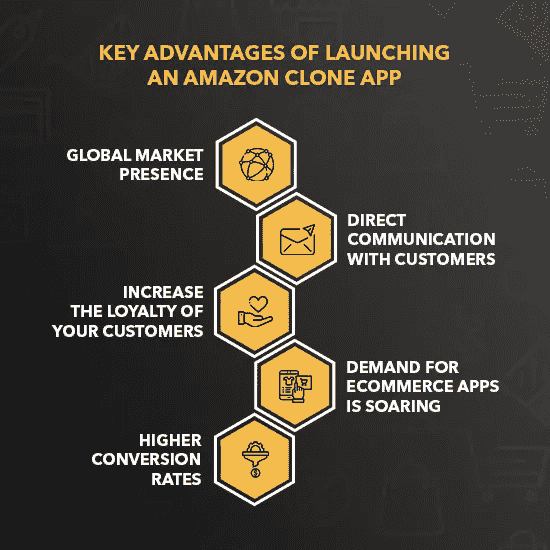 KEY ADVANTAGES OF LAUNCHING
AN AMAZON CLONE APP
GLOBAL MARKET
PRESENCE
DIRECT
COMMUNICATION
WITH CUSTOMERS
INCREASE
THE LOYALTY OF
YOUR CUSTOMERS
DEMAND FOR
ECOMMERCE APPS
IS SOARING
HIGHER
CONVERSION
RATES
$